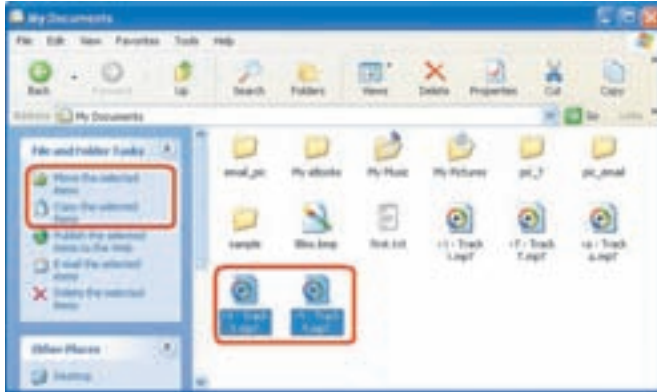 My Documents
File Edit View Favorites Tools Help
Back Forward Up Search Folders Views Delete Properties Cut Copy
Address My Documents Go Links
File and Folder Tasks
Move the selected
items
Copy the selected
items
Publish the selected
items to the Web
E-mail the selected
items
Delete the selected
items
Other Places
Desktop
email_pic My eBooks My Music My Pictures pic_email
sample first.txt